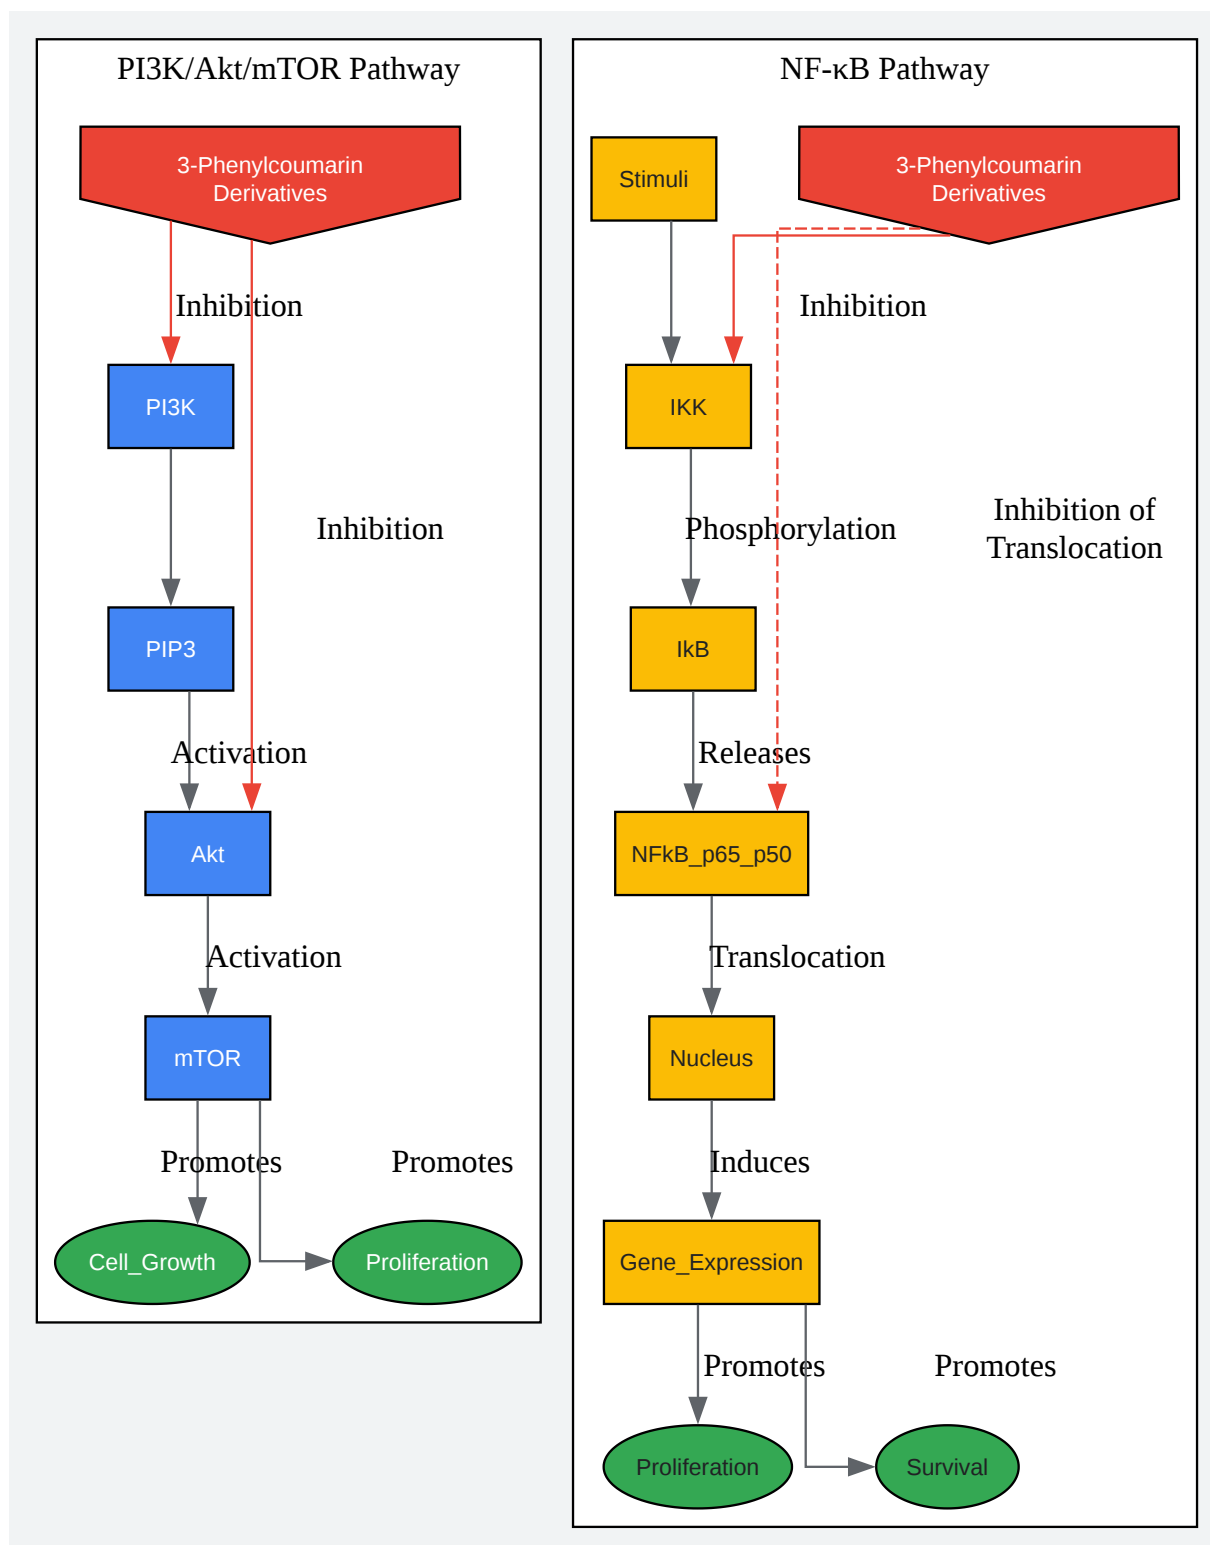 PI3K/Akt/mTOR Pathway
3-Phenylcoumarin
Derivatives
Inhibition
PI3K
Inhibition
PIP3
Activation
Akt
Activation
mTOR
Promotes
Promotes
Cell_Growth
Proliferation
NF-κB Pathway
Stimuli
3-Phenylcoumarin
Derivatives
Inhibition
IKK
Phosphorylation
Inhibition of
Translocation
IkB
Releases
NFkB_p65_p50
Translocation
Nucleus
Induces
Gene_Expression
Promotes
Promotes
Proliferation
Survival